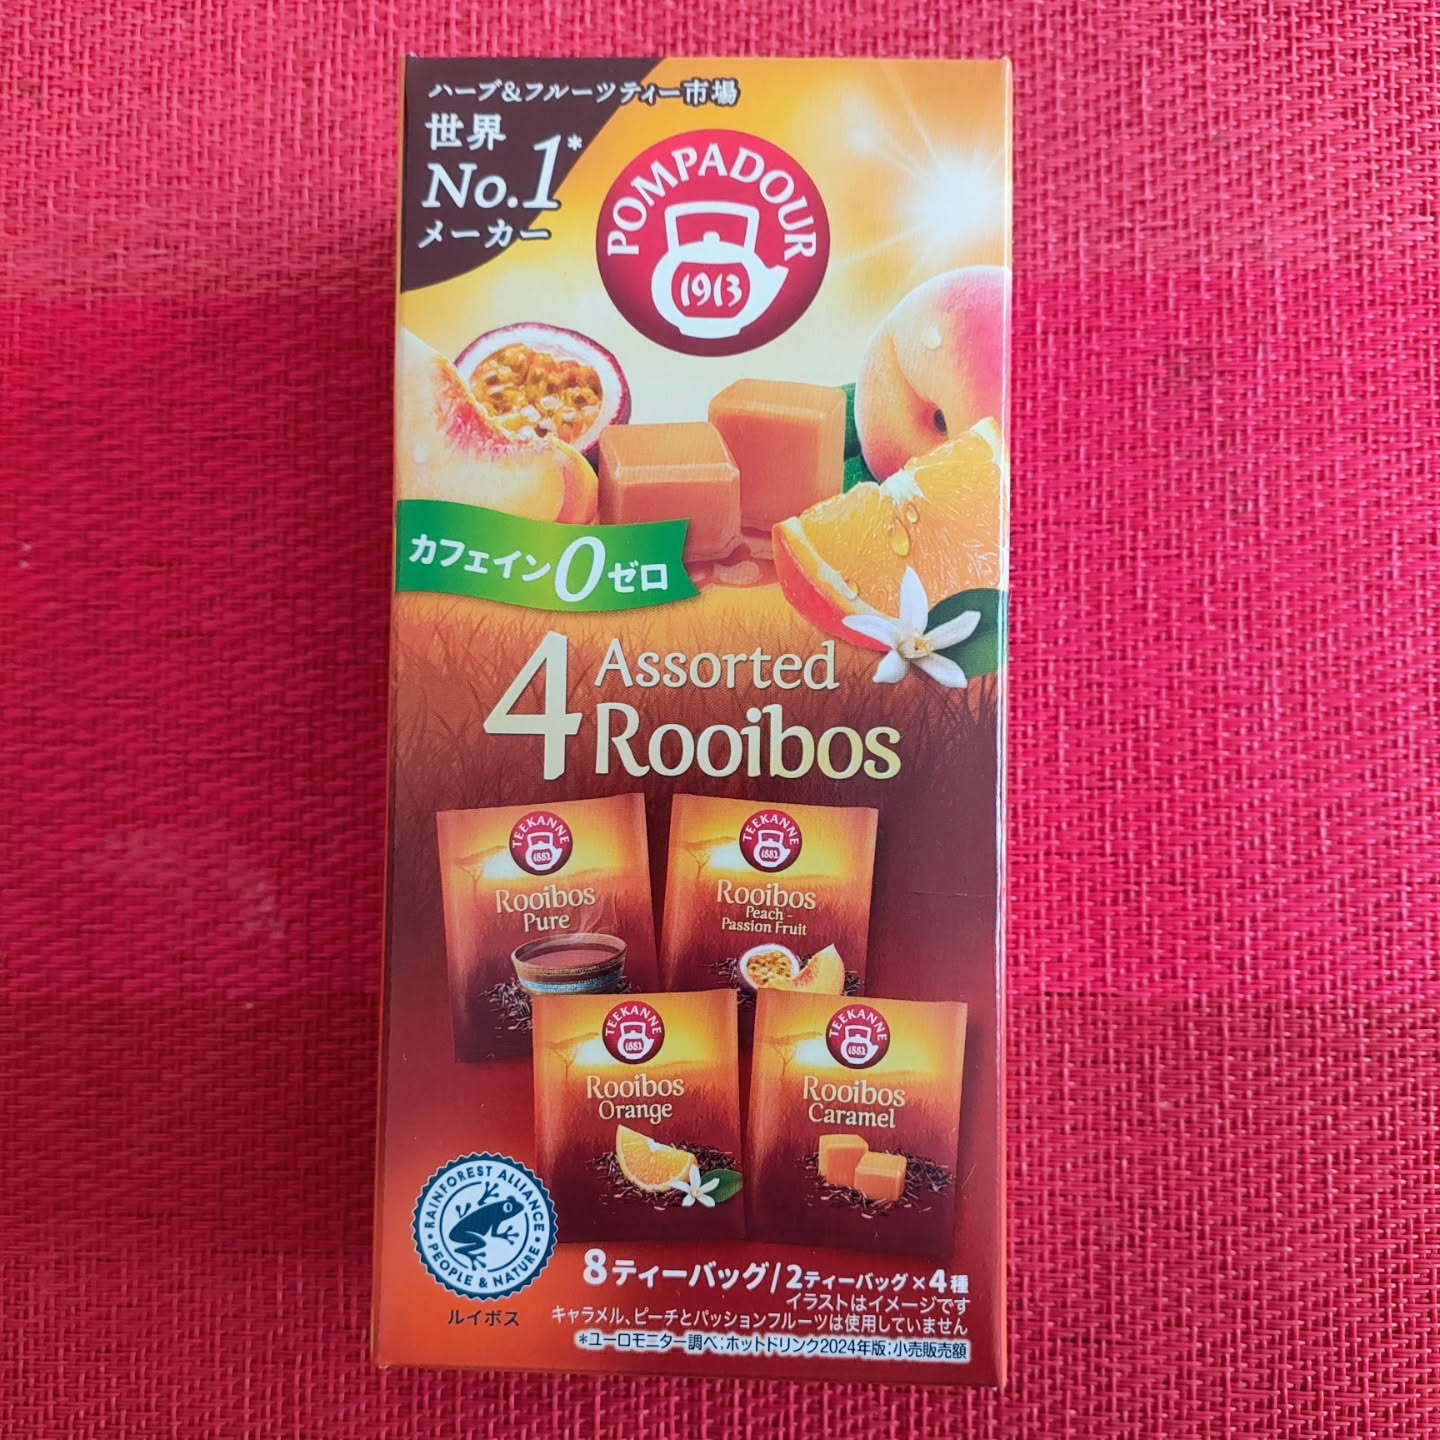 ハーブ&フルーツティー市場
世界
No.1*
メーカー
POMPADOUR
1913
カフェイン0ゼロ
4 Assorted
Rooibos
TEEKANNE
1882
Rooibos
Pure
TEEKANNE
1882
Rooibos
Peach -
Passion Fruit
TEEKANNE
1882
Rooibos
Orange
TEEKANNE
1882
Rooibos
Caramel
RAINFOREST ALLIANCE
PEOPLE & NATURE
ルイボス
8ティーバッグ/2ティーバッグ×4種
イラストはイメージです
キャラメル、ピーチとパッションフルーツは使用していません
*ユーロモニター調べ;ホットドリンク2024年版;小売販売額